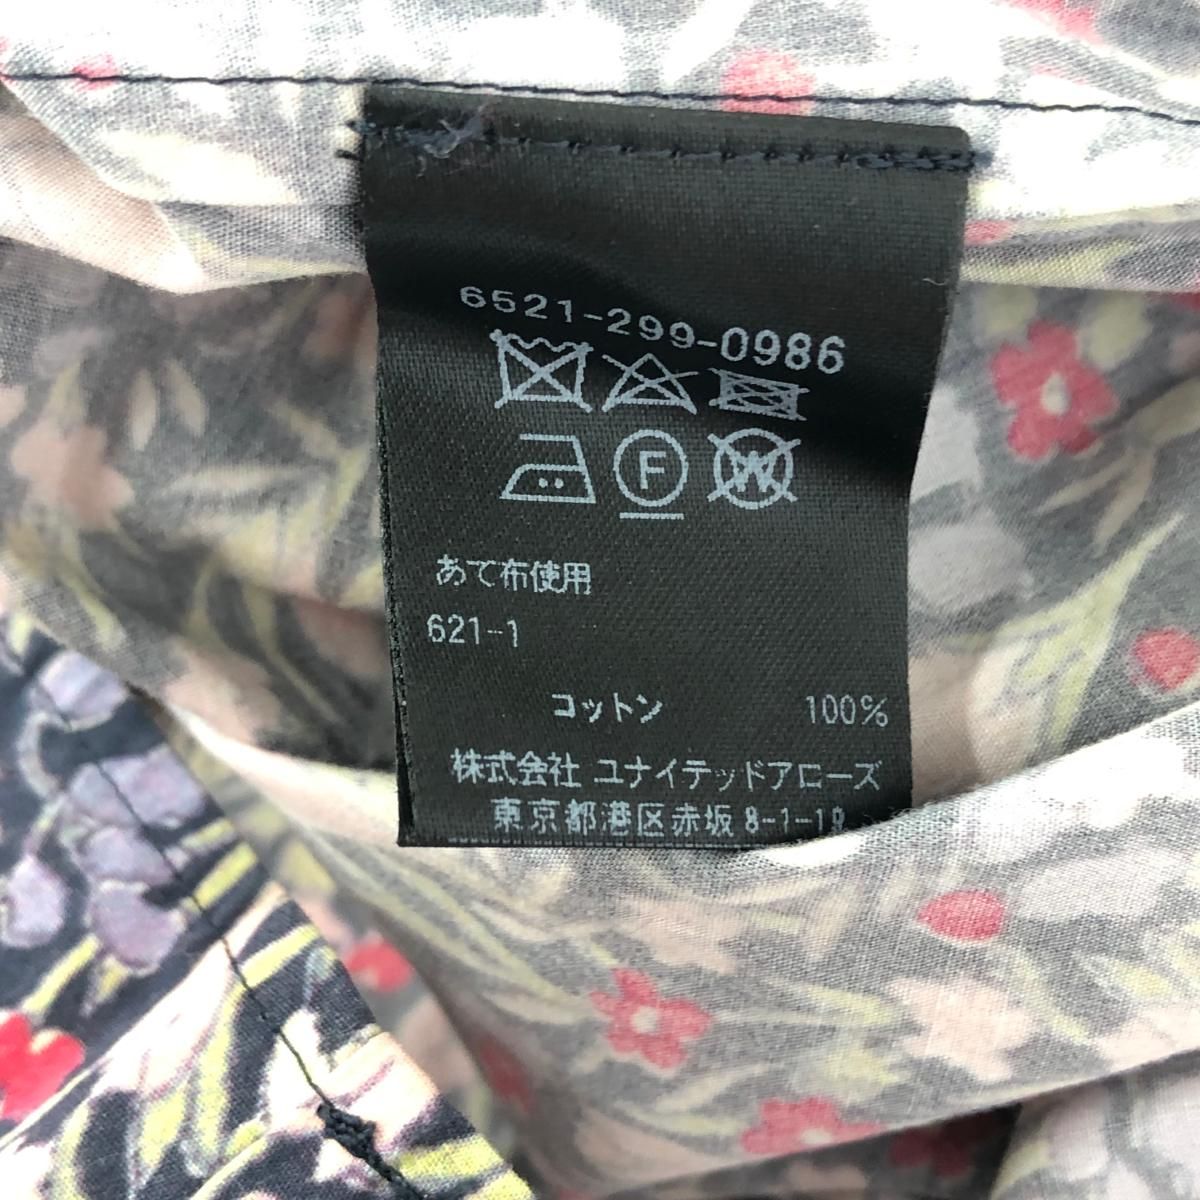 6521-299-0986
F W
あて布使用
621-1
コットン 100%
株式会社 ユナイテッドアローズ
東京都港区赤坂8-1-19